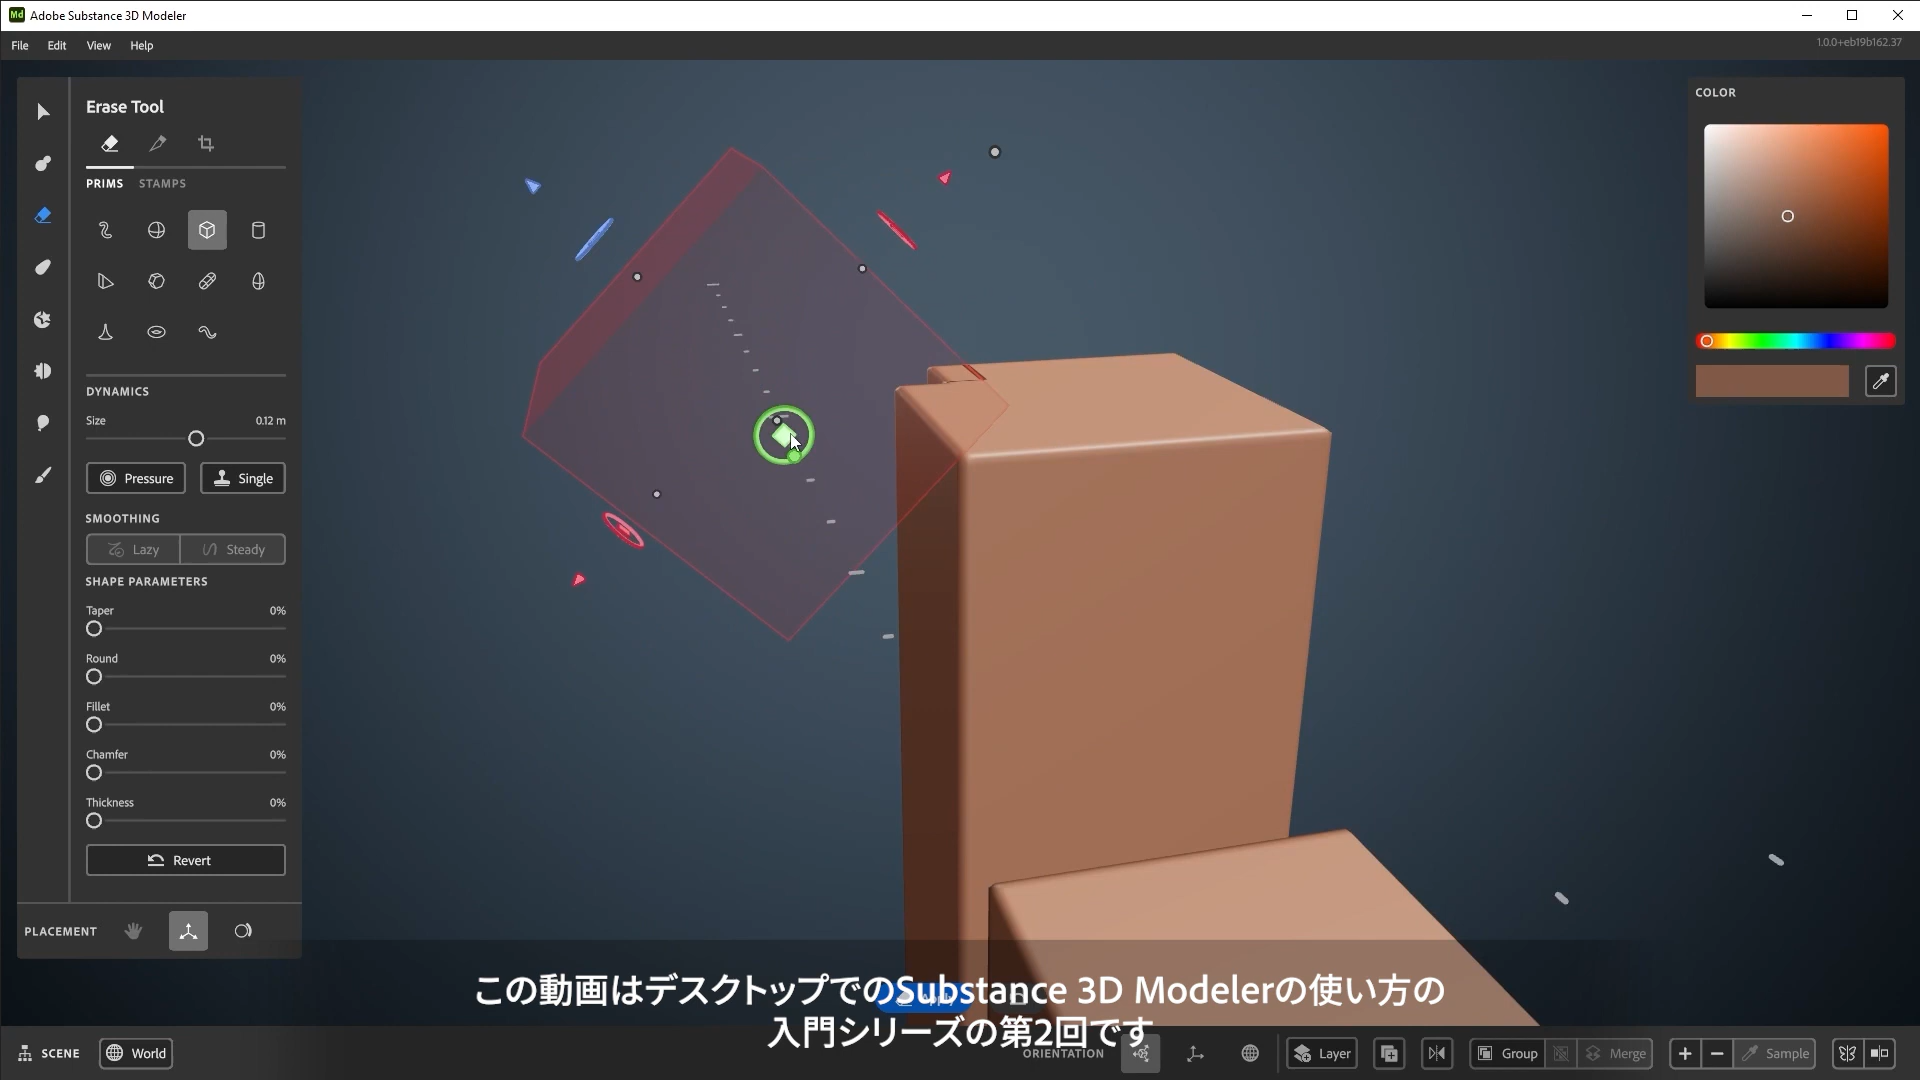 Md Adobe Substance 3D Modeler
File Edit View Help
1.0.0+eb19b162.37
Erase Tool
PRIMS STAMPS
DYNAMICS
Size 0.12 m
Pressure Single
SMOOTHING
Lazy Steady
SHAPE PARAMETERS
Taper 0%
Round 0%
Fillet 0%
Chamfer 0%
Thickness 0%
Revert
PLACEMENT
COLOR
この動画はデスクトップでのSubstance 3D Modelerの使い方の
入門シリーズの第2回です
SCENE World ORIENTATION Layer Group Merge Sample